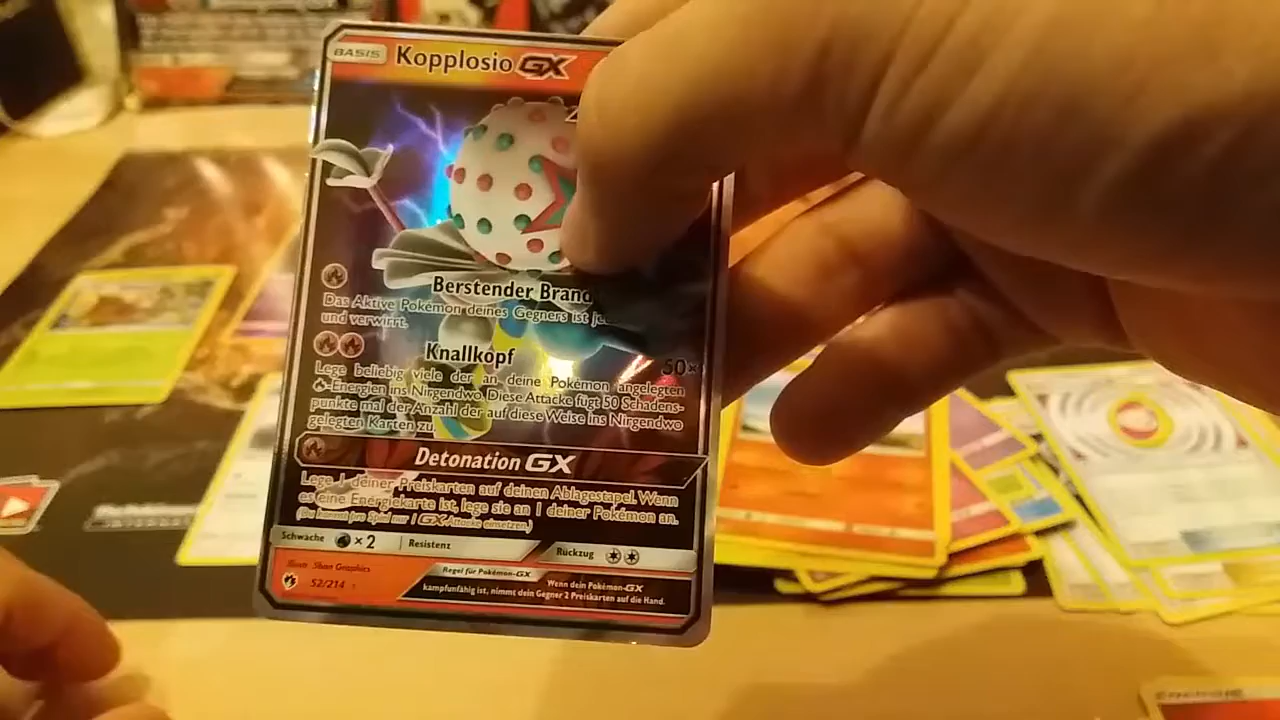 BASIS Kopplosio GX
Berstender Brand
Das Aktive Pokémon deines Gegners ist
und verwirrt.
Knallkopf 50×
Lege beliebig viele der an deine Pokémon angelegten
-Energien ins Nirgendwo. Diese Attacke fügt 50 Schadens-
punkte mal der Anzahl der auf diese Weise ins Nirgendwo
gelegten Karten zu.
Detonation GX
Lege 1 deiner Preiskarten auf deinen Ablagestapel. Wenn
es eine Energiekarte ist, lege sie an 1 deiner Pokémon an.
(Du kannst pro Spiel nur 1 GX-Attacke einsetzen.)
Schwäche ×2 Resistenz Rückzug
Illus. 5ban Graphics
52/214
Regel für Pokémon-GX
Wenn dein Pokémon-GX
kampfunfähig ist, nimmt dein Gegner 2 Preiskarten auf die Hand.